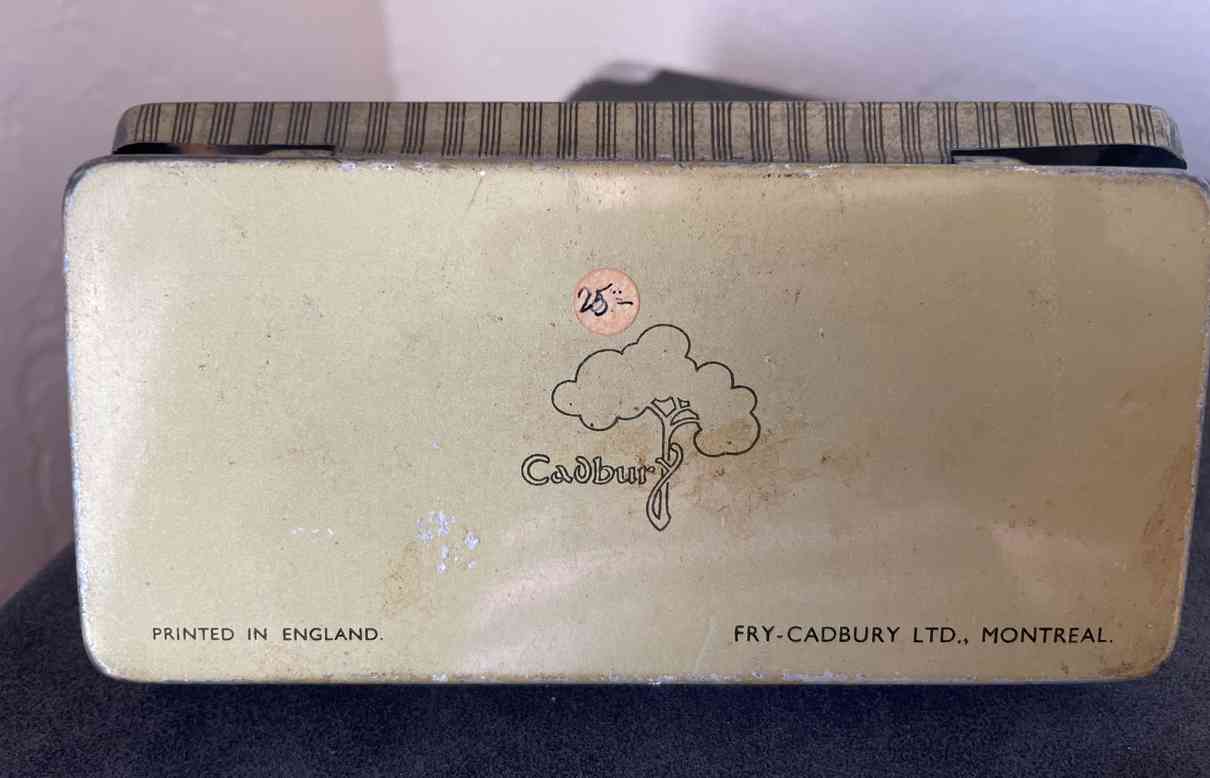 25:-
Cadbury
PRINTED IN ENGLAND.
FRY-CADBURY LTD., MONTREAL.